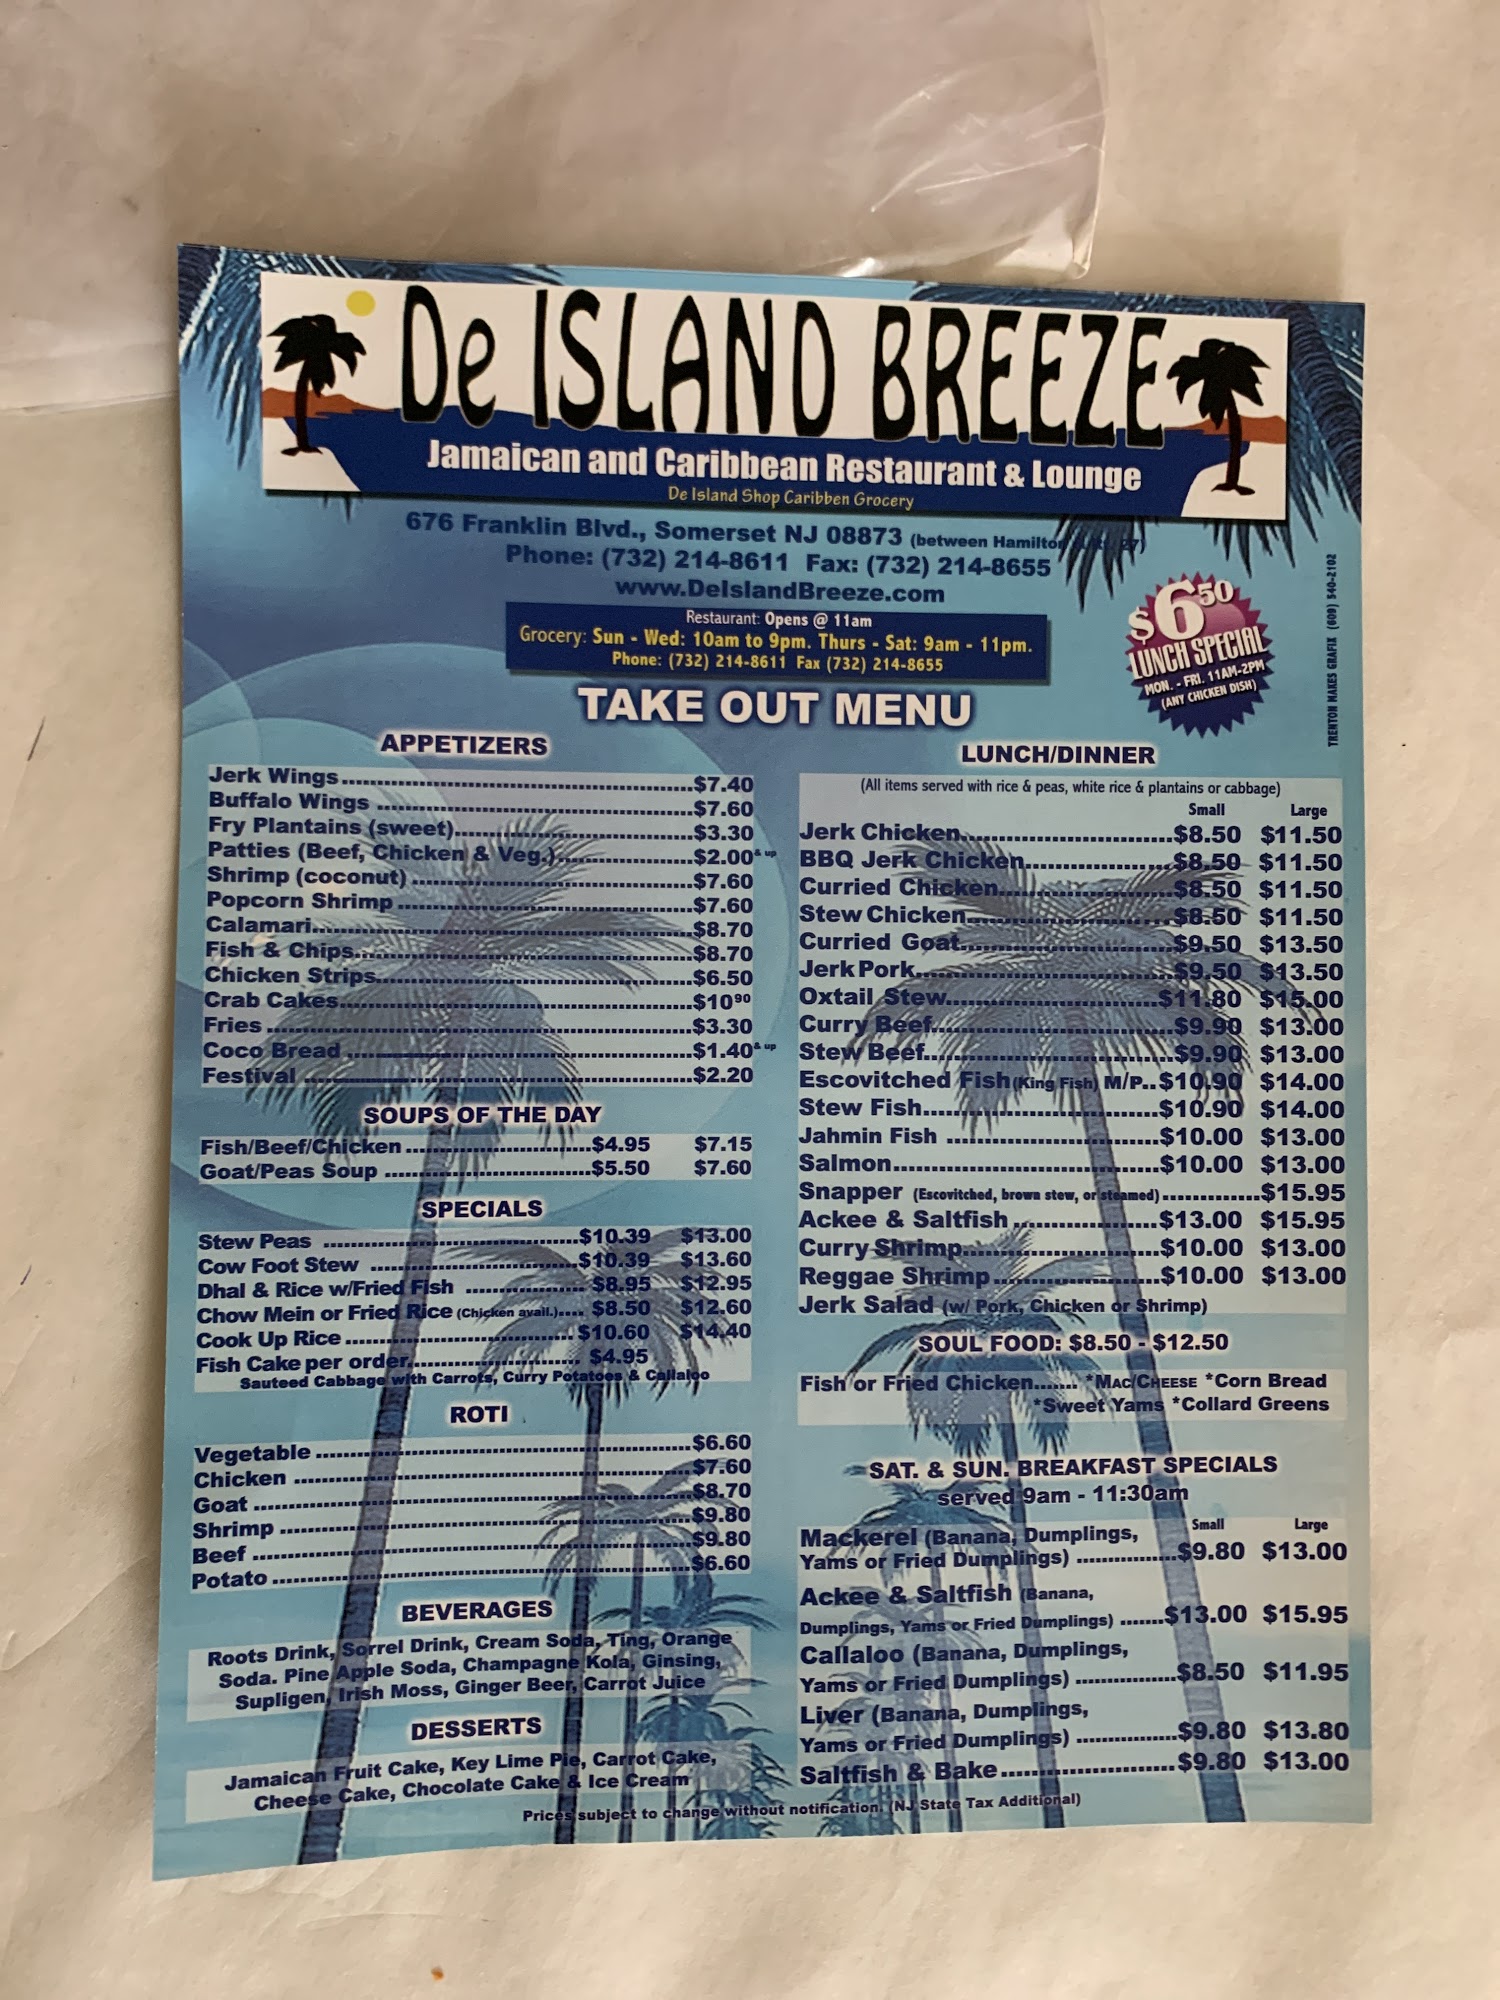 De ISLAND BREEZE
Jamaican and Caribbean Restaurant & Lounge
De Island Shop Caribben Grocery
676 Franklin Blvd., Somerset NJ 08873 (between Hamilton
Phone: (732) 214-8611 Fax: (732) 214-8655
www.DeIslandBreeze.com
Restaurant: Opens @ 11am
Grocery: Sun - Wed: 10am to 9pm. Thurs - Sat: 9am - 11pm.
Phone: (732) 214-8611 Fax (732) 214-8655
$6.50
LUNCH SPECIAL
MON. - FRI. 11AM-2PM
(ANY CHICKEN DISH)
TRENTON MAKES GRAFIX (609) 540-2102
TAKE OUT MENU
APPETIZERS
Jerk Wings $7.40
Buffalo Wings $7.60
Fry Plantains (sweet) $3.30
Patties (Beef, Chicken & Veg.) $2.00 & up
Shrimp (coconut) $7.60
Popcorn Shrimp $7.60
Calamari $8.70
Fish & Chips $8.70
Chicken Strips $6.50
Crab Cakes $10 90
Fries $3.30
Coco Bread $1.40 & up
Festival $2.20
SOUPS OF THE DAY
Fish/Beef/Chicken $4.95 $7.15
Goat/Peas Soup $5.50 $7.60
SPECIALS
Stew Peas $10.39 $13.00
Cow Foot Stew $10.39 $13.60
Dhal & Rice w/Fried Fish $8.95 $12.95
Chow Mein or Fried Rice (Chicken avail.) $8.50 $12.60
Cook Up Rice $10.60 $14.40
Fish Cake per order $4.95
Sauteed Cabbage with Carrots, Curry Potatoes & Callaloo
ROTI
Vegetable $6.60
Chicken $7.60
Goat $8.70
Shrimp $9.80
Beef $9.80
Potato $6.60
BEVERAGES
Roots Drink, Sorrel Drink, Cream Soda, Ting, Orange
Soda. Pine Apple Soda, Champagne Kola, Ginsing,
Supligen, Irish Moss, Ginger Beer, Carrot Juice
DESSERTS
Jamaican Fruit Cake, Key Lime Pie, Carrot Cake,
Cheese Cake, Chocolate Cake & Ice Cream
LUNCH/DINNER
(All items served with rice & peas, white rice & plantains or cabbage)
Small Large
Jerk Chicken $8.50 $11.50
BBQ Jerk Chicken $8.50 $11.50
Curried Chicken $8.50 $11.50
Stew Chicken $8.50 $11.50
Curried Goat $9.50 $13.50
Jerk Pork $9.50 $13.50
Oxtail Stew $11.80 $15.00
Curry Beef $9.90 $13.00
Stew Beef $9.90 $13.00
Escovitched Fish (King Fish) M/P.. $10.90 $14.00
Stew Fish $10.90 $14.00
Jahmin Fish $10.00 $13.00
Salmon $10.00 $13.00
Snapper (Escovitched, brown stew, or steamed) $15.95
Ackee & Saltfish $13.00 $15.95
Curry Shrimp $10.00 $13.00
Reggae Shrimp $10.00 $13.00
Jerk Salad (w/ Pork, Chicken or Shrimp)
SOUL FOOD: $8.50 - $12.50
Fish or Fried Chicken....... *MAC/CHEESE *Corn Bread
*Sweet Yams *Collard Greens
SAT. & SUN. BREAKFAST SPECIALS
served 9am - 11:30am
Small Large
Mackerel (Banana, Dumplings,
Yams or Fried Dumplings) $9.80 $13.00
Ackee & Saltfish (Banana,
Dumplings, Yams or Fried Dumplings) $13.00 $15.95
Callaloo (Banana, Dumplings,
Yams or Fried Dumplings) $8.50 $11.95
Liver (Banana, Dumplings,
Yams or Fried Dumplings) $9.80 $13.80
Saltfish & Bake $9.80 $13.00
Prices subject to change without notification. (NJ State Tax Additional)